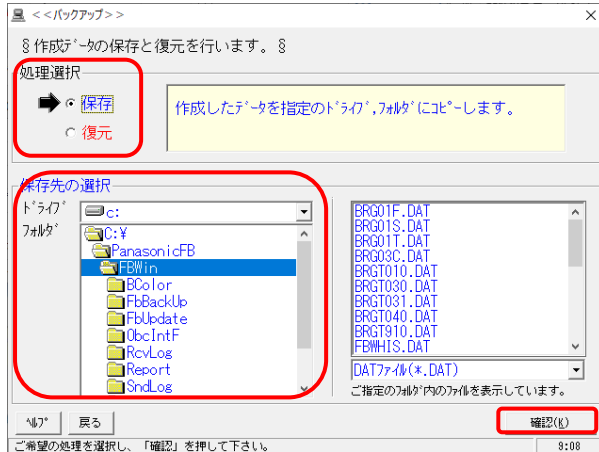 <<バックアップ>>
§作成ﾃﾞｰﾀの保存と復元を行います。§
処理選択
保存
復元
作成したﾃﾞｰﾀを指定のﾄﾞﾗｲﾌﾞ,ﾌｫﾙﾀﾞにｺﾋﾟｰします。
保存先の選択
ﾄﾞﾗｲﾌﾞ
c:
ﾌｫﾙﾀﾞ
C:¥
PanasonicFB
FBWin
BColor
FbBackUp
FbUpdate
ObcIntF
RcvLog
Report
SndLog
BRG01F.DAT
BRG01S.DAT
BRG01T.DAT
BRG03C.DAT
BRGT010.DAT
BRGT030.DAT
BRGT031.DAT
BRGT040.DAT
BRGT910.DAT
FBWHIS.DAT
DATﾌｧｲﾙ(*.DAT)
ご指定のﾌｫﾙﾀﾞ内のﾌｧｲﾙを表示しています。
ﾍﾙﾌﾟ
戻る
確認(K)
ご希望の処理を選択し、「確認」を押して下さい。
9:08